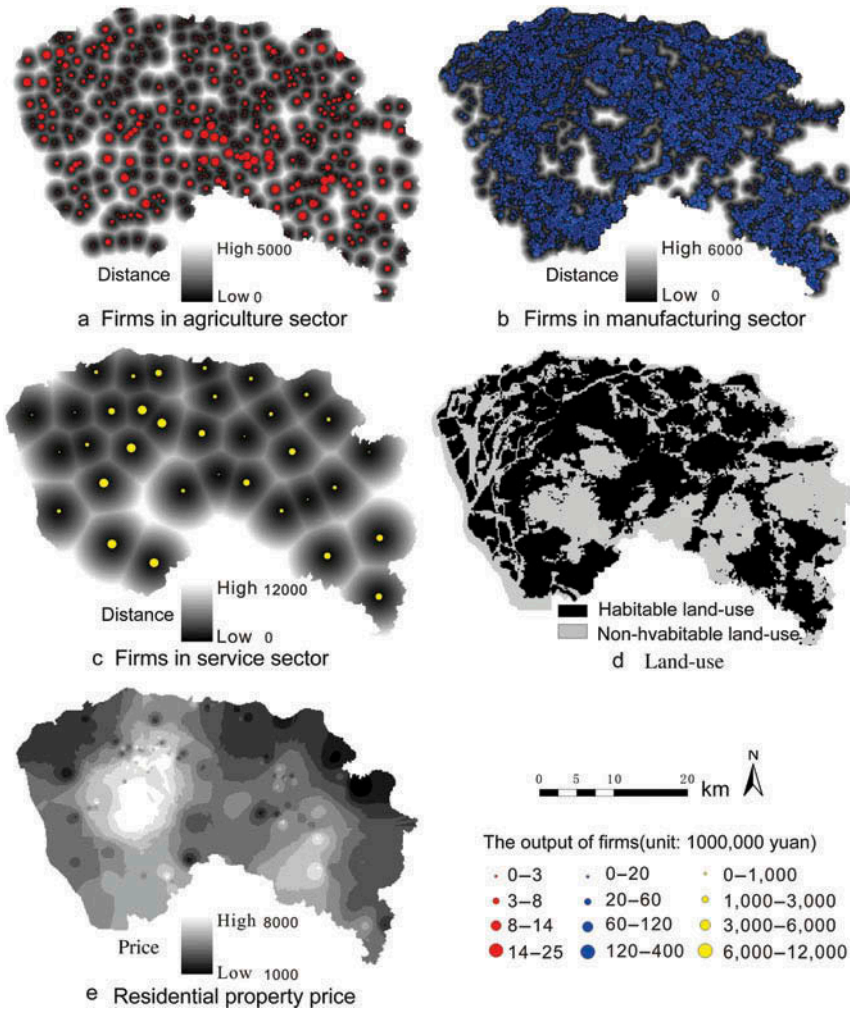 High 5000
Distance
Low 0
a Firms in agriculture sector
High 6000
Distance
Low 0
b Firms in manufacturing sector
High 12000
Distance
Low 0
c Firms in service sector
Habitable land-use
Non-hvabitable land-use
d Land-use
High 8000
Price
Low 1000
e Residential property price
N
0 5 10 20 km
The output of firms(unit: 1000,000 yuan)
0–3 0–20 0–1,000
3–8 20–60 1,000–3,000
8–14 60–120 3,000–6,000
14–25 120–400 6,000–12,000